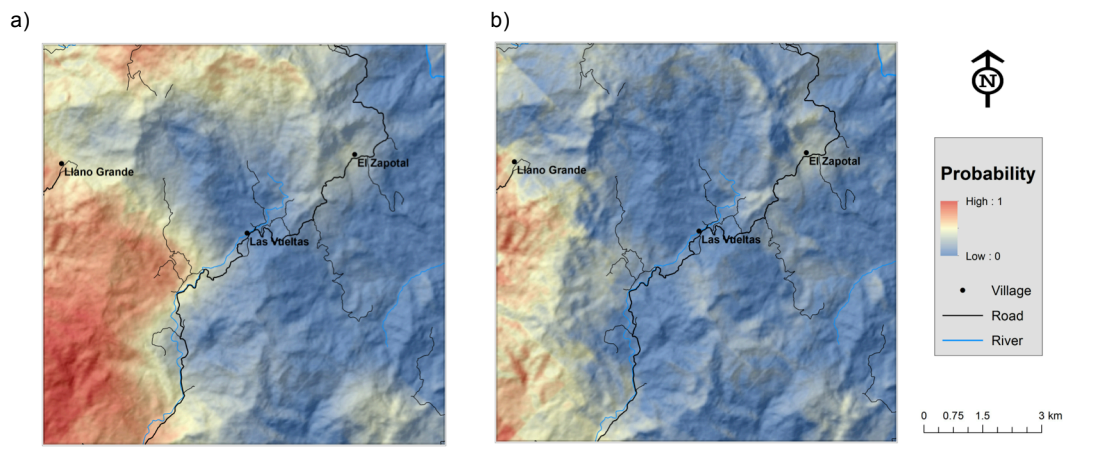 a)
b)
Llano Grande
El Zapotal
Las Vueltas
Llano Grande
El Zapotal
Las Vueltas
N
Probability
High : 1
Low : 0
Village
Road
River
0 0.75 1.5 3 km